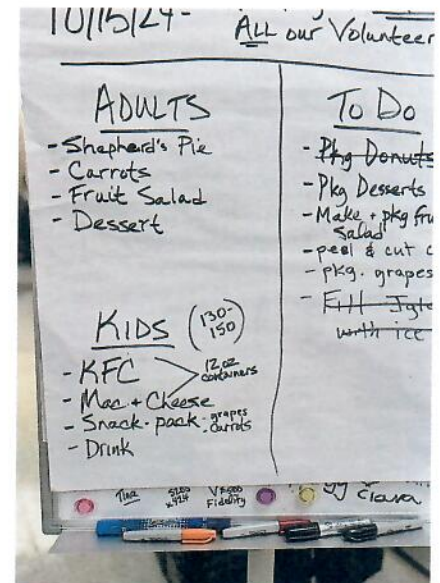 10/15/24-
ALL our Volunteer
ADULTS
- Shepherd's Pie
- Carrots
- Fruit Salad
- Dessert
KIDS (130-150)
- KFC
- Mac + Cheese
12oz containers
- Snack-pack · grapes
· carrots
- Drink
To Do
- Pkg Donuts
- Pkg Desserts
- Make + pkg fru
Salad
- peel & cut c
- pkg. grapes
- Fill Igl
with ice
Tina
Fidelity